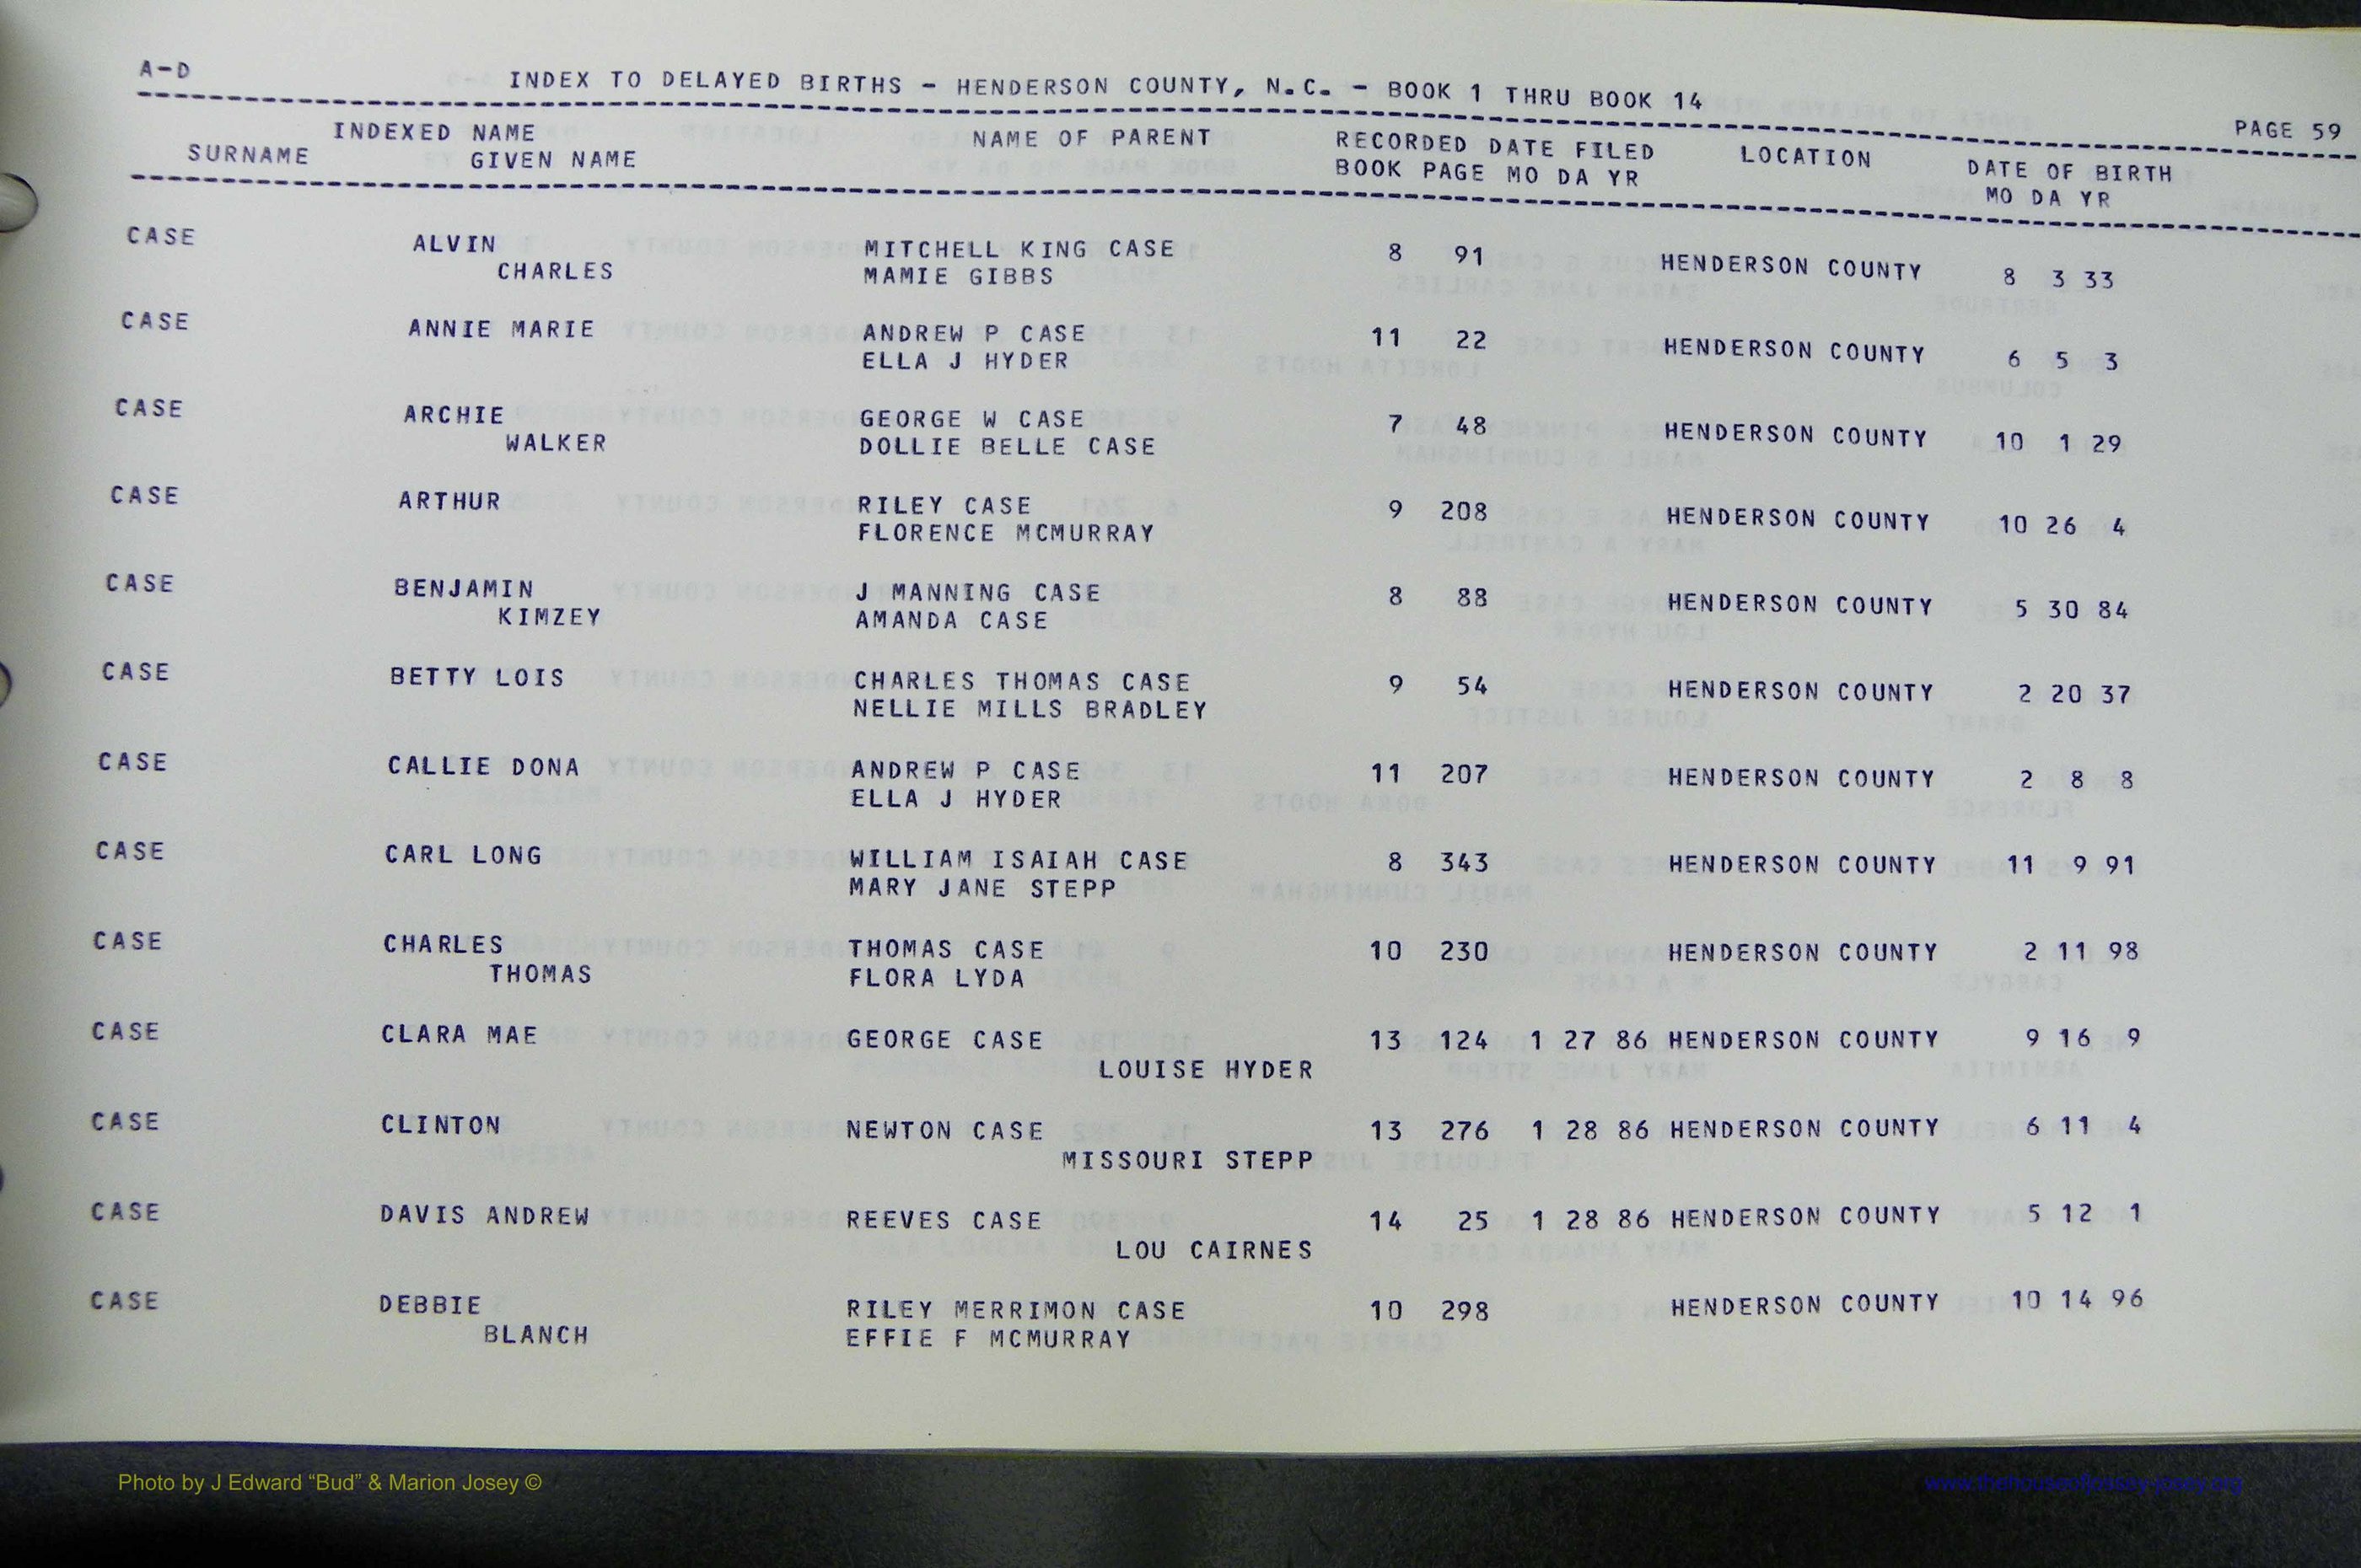 A-D
INDEX TO DELAYED BIRTHS - HENDERSON COUNTY, N.C. - BOOK 1 THRU BOOK 14
PAGE 59
INDEXED NAME NAME OF PARENT RECORDED DATE FILED LOCATION DATE OF BIRTH
SURNAME GIVEN NAME BOOK PAGE MO DA YR MO DA YR
CASE ALVIN MITCHELL KING CASE 8 91 HENDERSON COUNTY 8 3 33
CHARLES MAMIE GIBBS
CASE ANNIE MARIE ANDREW P CASE 11 22 HENDERSON COUNTY 6 5 3
ELLA J HYDER
CASE ARCHIE GEORGE W CASE 7 48 HENDERSON COUNTY 10 1 29
WALKER DOLLIE BELLE CASE
CASE ARTHUR RILEY CASE 9 208 HENDERSON COUNTY 10 26 4
FLORENCE MCMURRAY
CASE BENJAMIN J MANNING CASE 8 88 HENDERSON COUNTY 5 30 84
KIMZEY AMANDA CASE
CASE BETTY LOIS CHARLES THOMAS CASE 9 54 HENDERSON COUNTY 2 20 37
NELLIE MILLS BRADLEY
CASE CALLIE DONA ANDREW P CASE 11 207 HENDERSON COUNTY 2 8 8
ELLA J HYDER
CASE CARL LONG WILLIAM ISAIAH CASE 8 343 HENDERSON COUNTY 11 9 91
MARY JANE STEPP
CASE CHARLES THOMAS CASE 10 230 HENDERSON COUNTY 2 11 98
THOMAS FLORA LYDA
CASE CLARA MAE GEORGE CASE 13 124 1 27 86 HENDERSON COUNTY 9 16 9
LOUISE HYDER
CASE CLINTON NEWTON CASE 13 276 1 28 86 HENDERSON COUNTY 6 11 4
MISSOURI STEPP
CASE DAVIS ANDREW REEVES CASE 14 25 1 28 86 HENDERSON COUNTY 5 12 1
LOU CAIRNES
CASE DEBBIE RILEY MERRIMON CASE 10 298 HENDERSON COUNTY 10 14 96
BLANCH EFFIE F MCMURRAY
Photo by J Edward “Bud” & Marion Josey ©